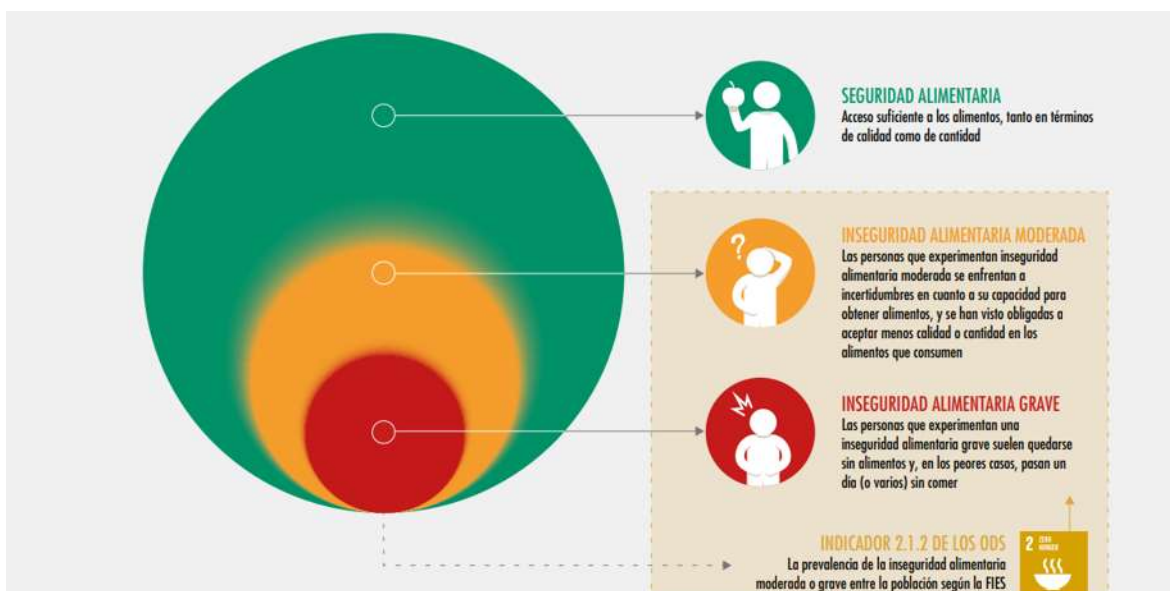 SEGURIDAD ALIMENTARIA
Acceso suficiente a los alimentos, tanto en términos
de calidad como de cantidad
?
INSEGURIDAD ALIMENTARIA MODERADA
Las personas que experimentan inseguridad
alimentaria moderada se enfrentan a
incertidumbres en cuanto a su capacidad para
obtener alimentos, y se han visto obligadas a
aceptar menos calidad o cantidad en los
alimentos que consumen
INSEGURIDAD ALIMENTARIA GRAVE
Las personas que experimentan una
inseguridad alimentaria grave suelen quedarse
sin alimentos y, en los peores casos, pasan un
día (o varios) sin comer
INDICADOR 2.1.2 DE LOS ODS
La prevalencia de la inseguridad alimentaria
moderada o grave entre la población según la FIES
2 ZERO
HUNGER